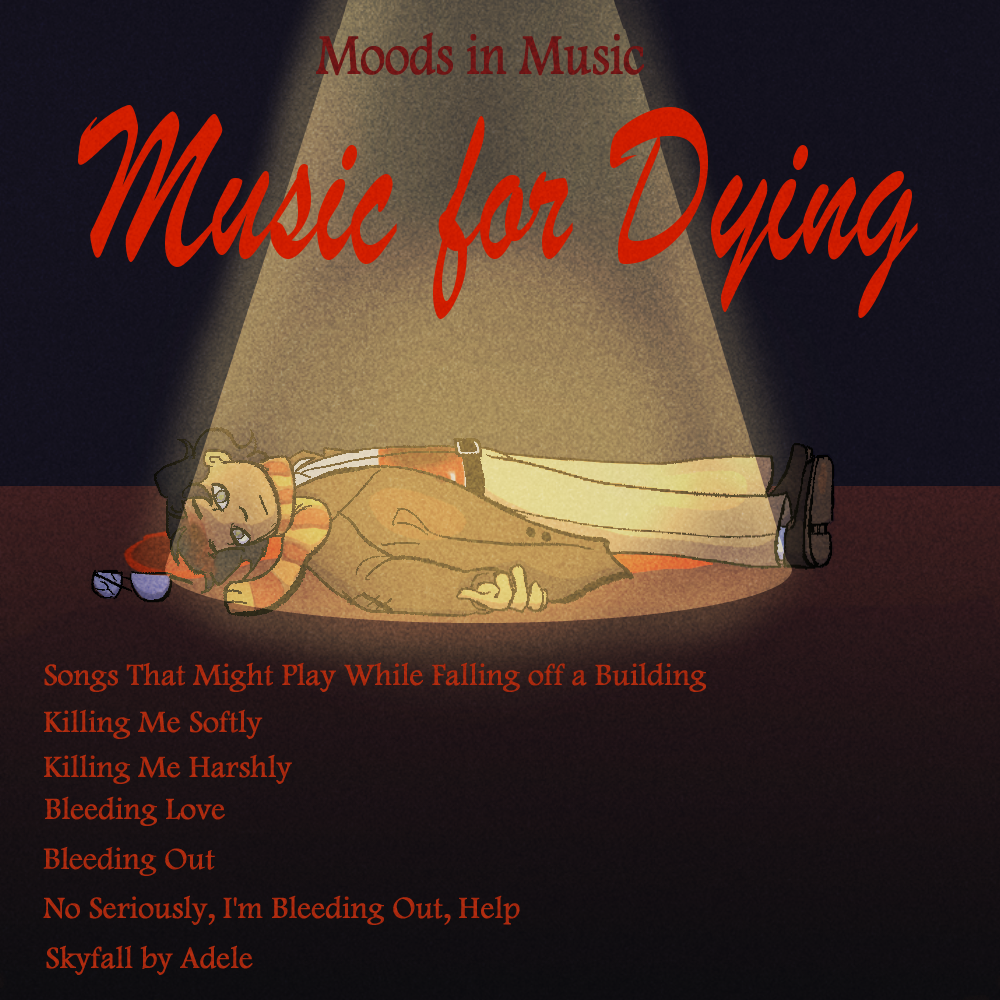 Moods in Music
Music for Dying
Songs That Might Play While Falling off a Building
Killing Me Softly
Killing Me Harshly
Bleeding Love
Bleeding Out
No Seriously, I'm Bleeding Out, Help
Skyfall by Adele